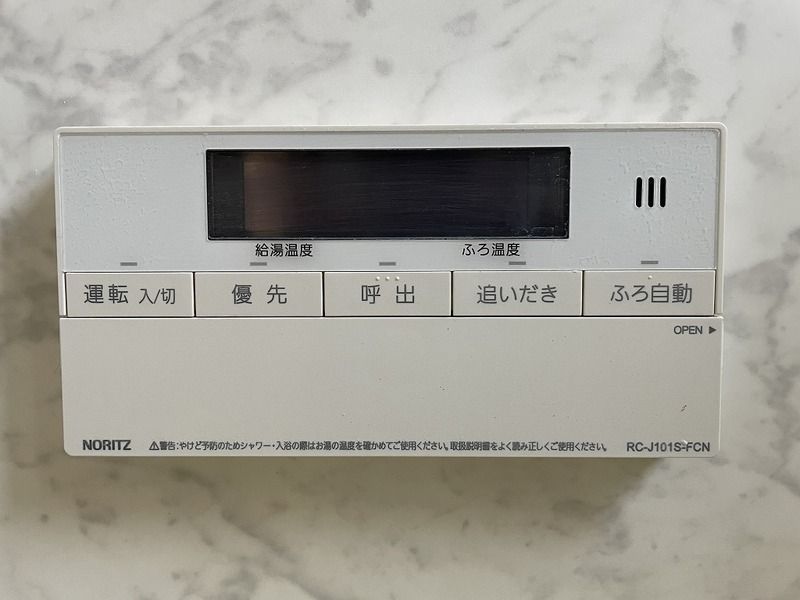 給湯温度 ふろ温度
運転 入/切 優先 呼出 追いだき ふろ自動
OPEN ▶
NORITZ ⚠警告:やけど予防のためシャワー・入浴の際はお湯の温度を確かめてご使用ください。取扱説明書をよく読み正しくご使用ください。 RC-J101S-FCN